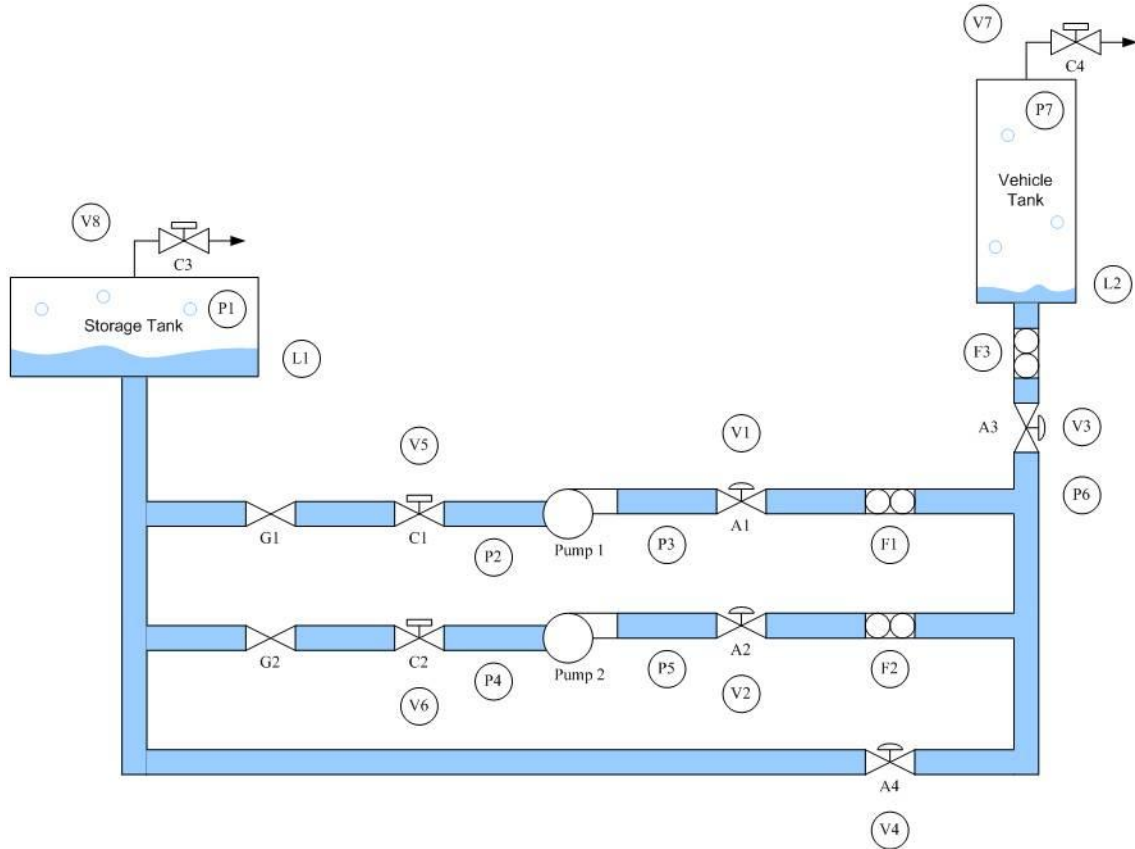 V7
C4
P7
Vehicle
Tank
V8
C3
P1
Storage Tank
L2
L1
F3
A3
V3
V5
V1
P6
G1
C1
P2
Pump 1
P3
A1
F1
G2
C2
P4
Pump 2
P5
A2
F2
V6
V2
A4
V4